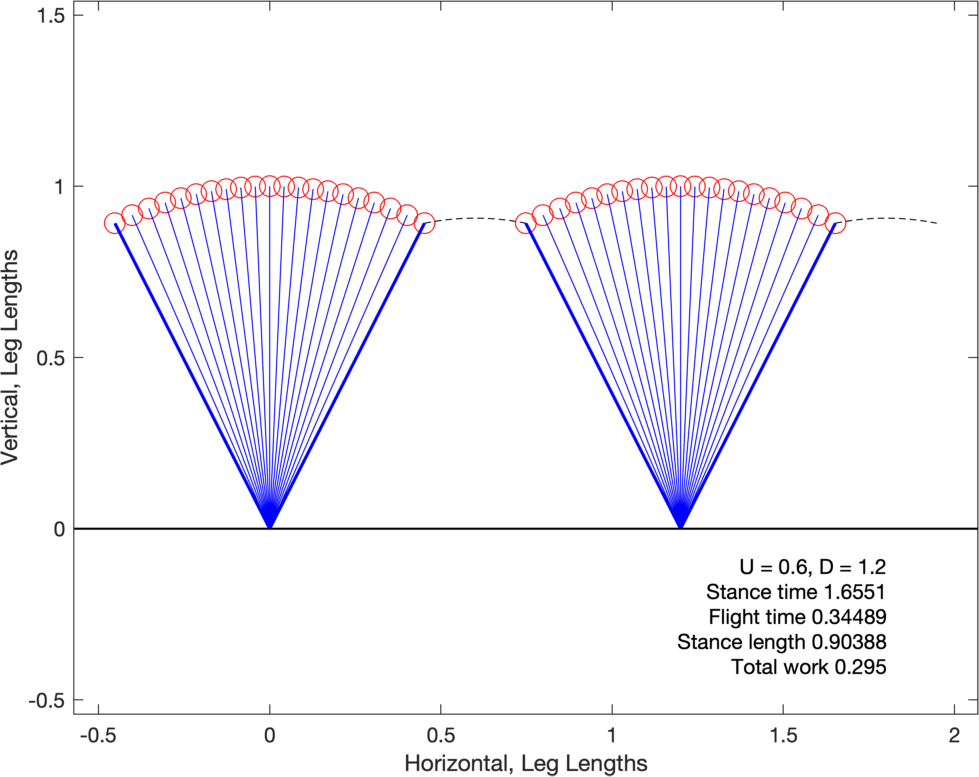 1.5
1
0.5
0
-0.5
Vertical, Leg Lengths
U = 0.6, D = 1.2
Stance time 1.6551
Flight time 0.34489
Stance length 0.90388
Total work 0.295
-0.5 0 0.5 1 1.5 2
Horizontal, Leg Lengths